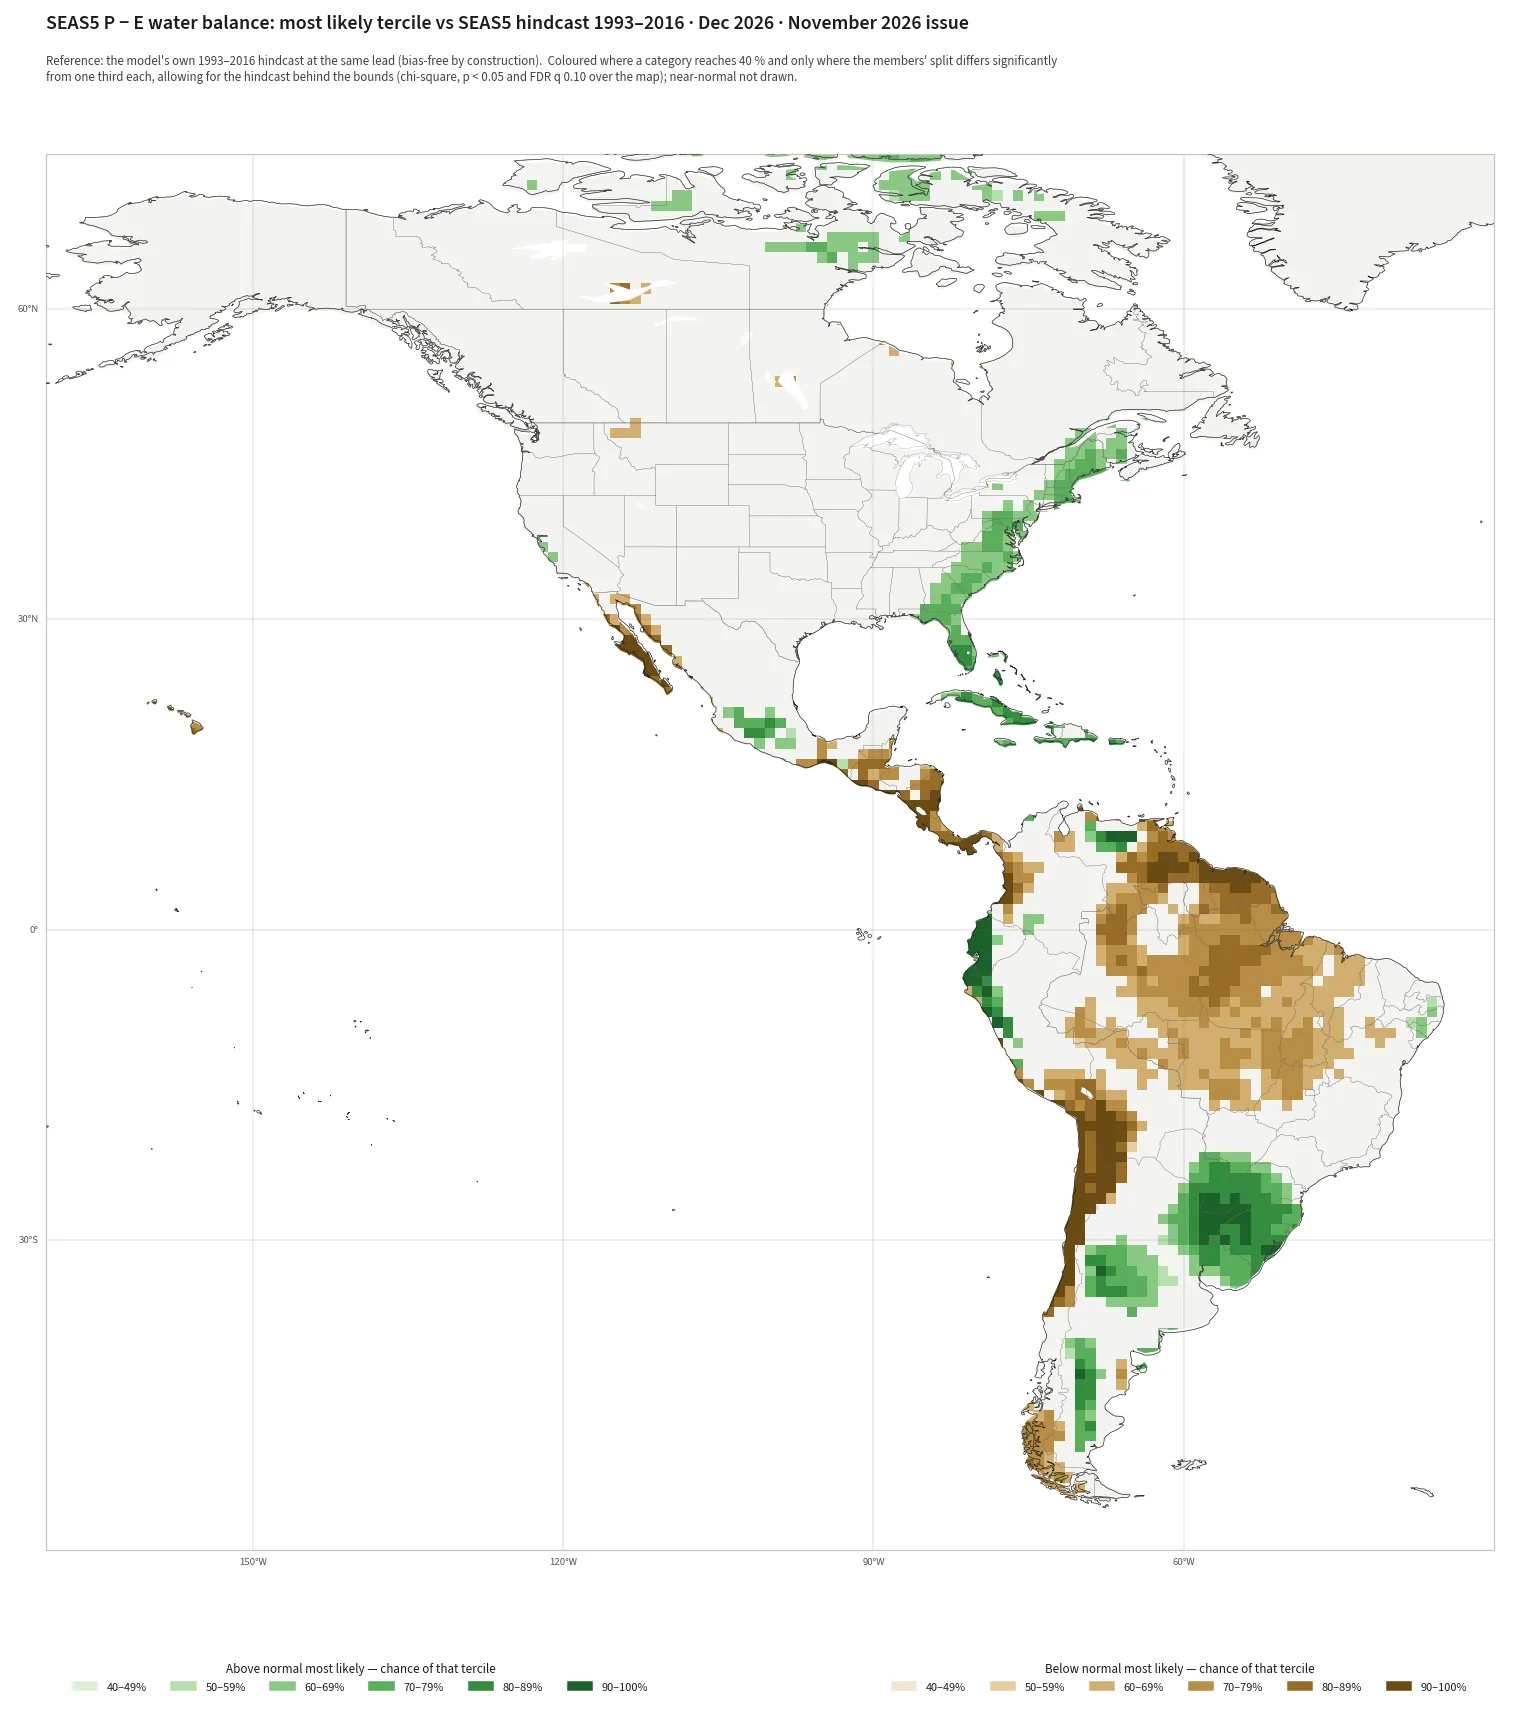 SEAS5 P − E water balance: most likely tercile vs SEAS5 hindcast 1993–2016 · Dec 2026 · November 2026 issue
Reference: the model's own 1993–2016 hindcast at the same lead (bias-free by construction).  Coloured where a category reaches 40 % and only where the members' split differs significantly
from one third each, allowing for the hindcast behind the bounds (chi-square, p < 0.05 and FDR q 0.10 over the map); near-normal not drawn.
60°N
30°N
0°
30°S
150°W
120°W
90°W
60°W
Above normal most likely — chance of that tercile
40–49%
50–59%
60–69%
70–79%
80–89%
90–100%
Below normal most likely — chance of that tercile
40–49%
50–59%
60–69%
70–79%
80–89%
90–100%